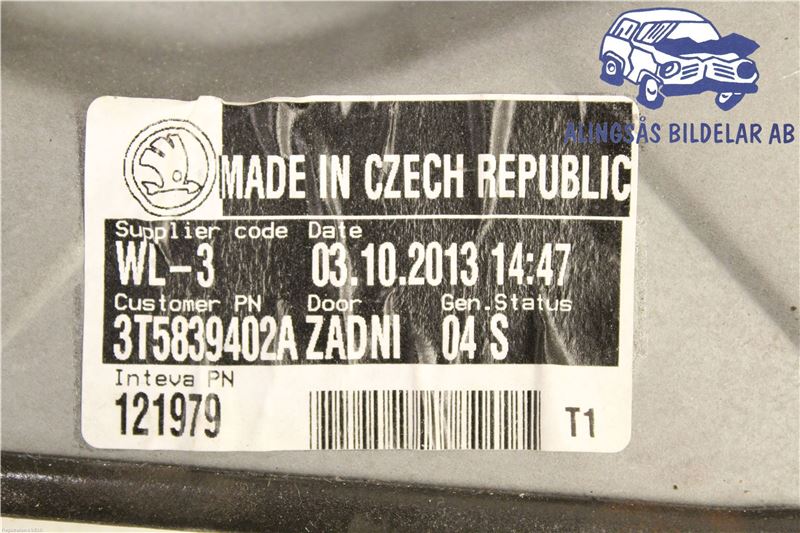 ALINGSÅS BILDELAR AB
MADE IN CZECH REPUBLIC
Supplier code Date
WL-3 03.10.2013 14:47
Customer PN Door Gen.Status
3T5839402A ZADNI 04 S
Inteva PN
121979 T1